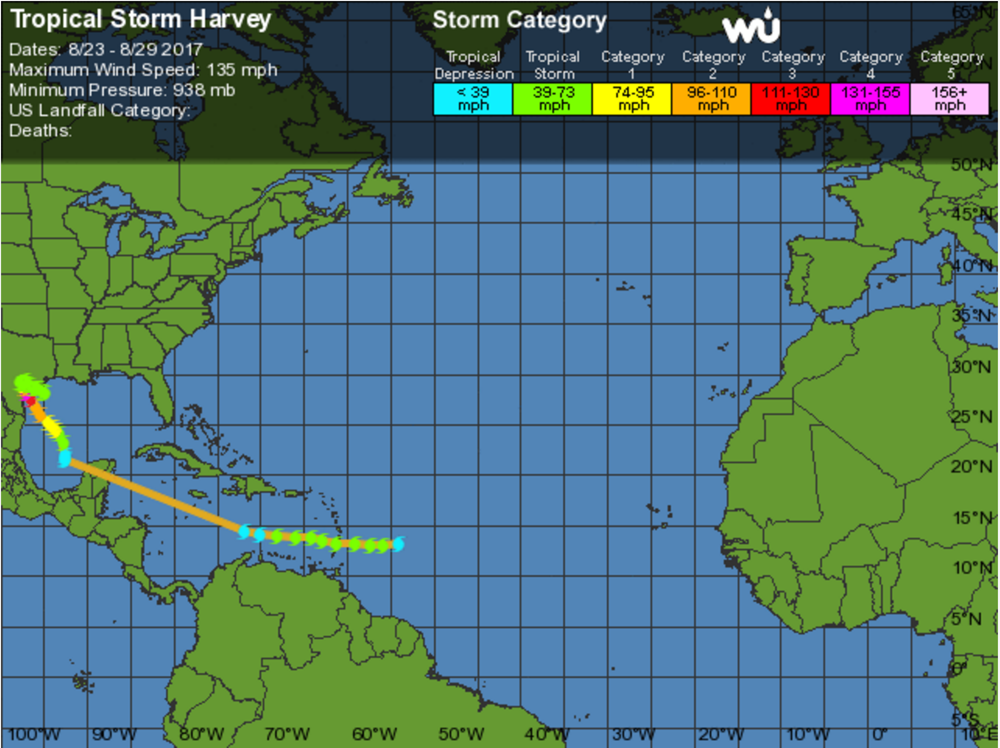 Tropical Storm Harvey
Dates: 8/23 - 8/29 2017
Maximum Wind Speed: 135 mph
Minimum Pressure: 938 mb
US Landfall Category:
Deaths:
Storm Category
wu
Tropical Depression
< 39 mph
Tropical Storm
39-73 mph
Category 1
74-95 mph
Category 2
96-110 mph
Category 3
111-130 mph
Category 4
131-155 mph
Category 5
156+ mph
65°N
50°N
45°N
40°N
35°N
30°N
25°N
20°N
15°N
10°N
5°N
0°
5°S
100°W 90°W 80°W 70°W 60°W 50°W 40°W 30°W 20°W 10°W 0° 10°E